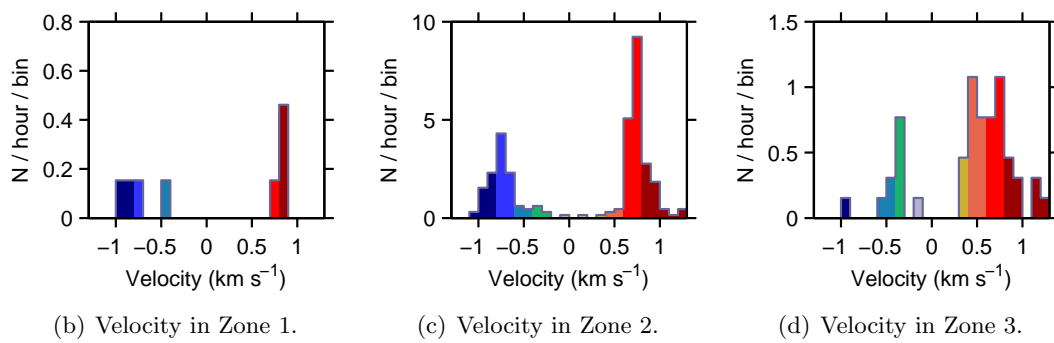 0.8
0.6
0.4
0.2
0
N / hour / bin
−1 −0.5 0 0.5 1
Velocity (km s−1)
(b) Velocity in Zone 1.
10
5
0
N / hour / bin
−1 −0.5 0 0.5 1
Velocity (km s−1)
(c) Velocity in Zone 2.
1.5
1
0.5
0
N / hour / bin
−1 −0.5 0 0.5 1
Velocity (km s−1)
(d) Velocity in Zone 3.